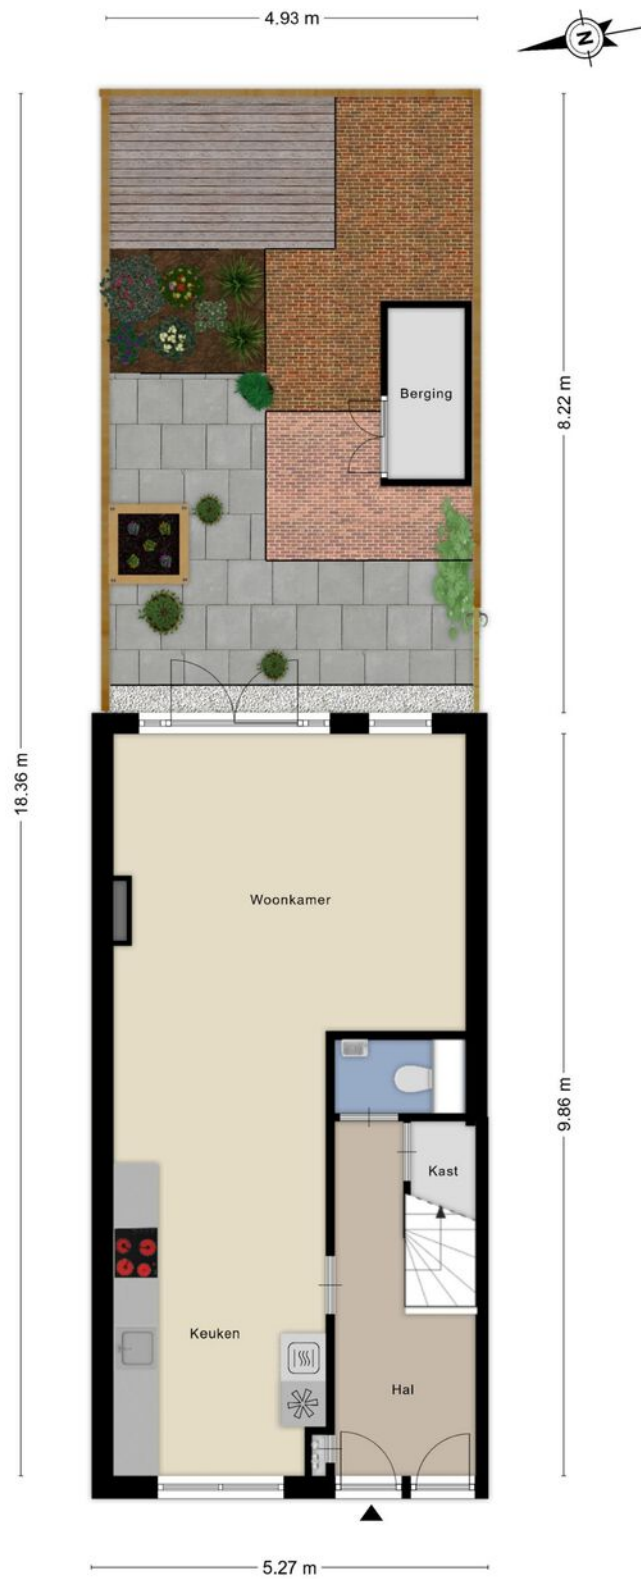 4.93 m
N
8.22 m
Berging
18.36 m
Woonkamer
9.86 m
Kast
Keuken
Hal
5.27 m